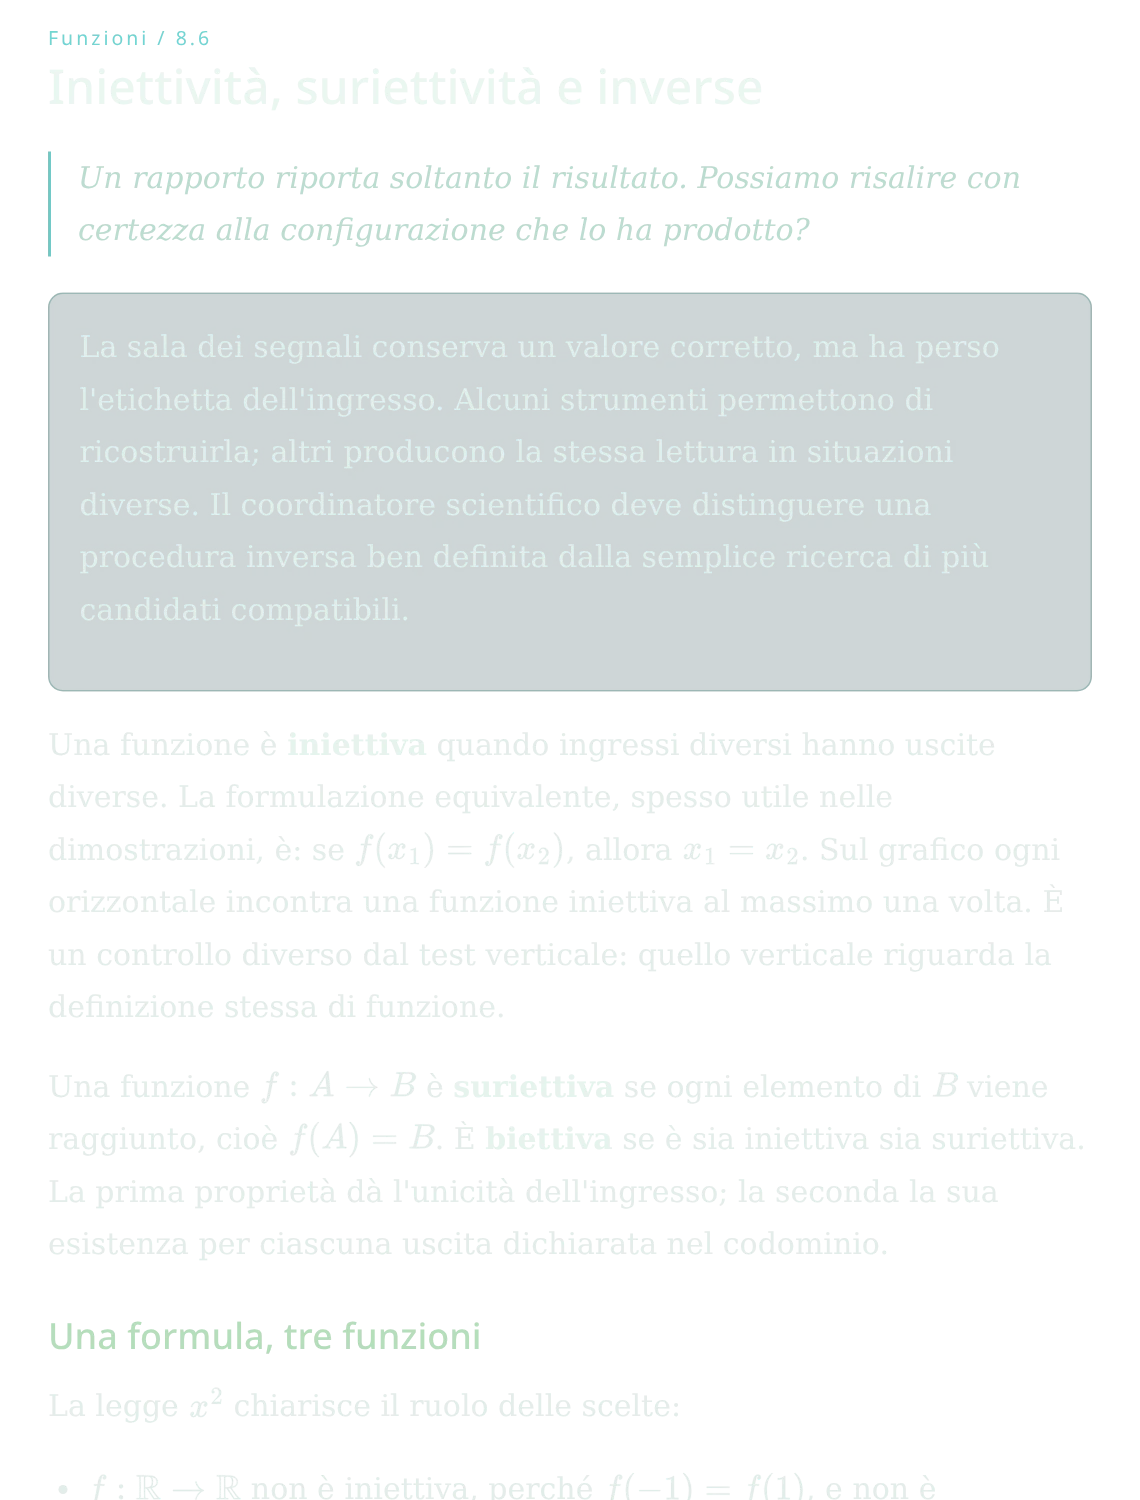 Funzioni / 8.6
Iniettività, suriettività e inverse
Un rapporto riporta soltanto il risultato. Possiamo risalire con
certezza alla configurazione che lo ha prodotto?
La sala dei segnali conserva un valore corretto, ma ha perso
l'etichetta dell'ingresso. Alcuni strumenti permettono di
ricostruirla; altri producono la stessa lettura in situazioni
diverse. Il coordinatore scientifico deve distinguere una
procedura inversa ben definita dalla semplice ricerca di più
candidati compatibili.
Una funzione è iniettiva quando ingressi diversi hanno uscite
diverse. La formulazione equivalente, spesso utile nelle
dimostrazioni, è: se f(x₁) = f(x₂), allora x₁ = x₂. Sul grafico ogni
orizzontale incontra una funzione iniettiva al massimo una volta. È
un controllo diverso dal test verticale: quello verticale riguarda la
definizione stessa di funzione.
Una funzione f : A → B è suriettiva se ogni elemento di B viene
raggiunto, cioè f(A) = B. È biettiva se è sia iniettiva sia suriettiva.
La prima proprietà dà l'unicità dell'ingresso; la seconda la sua
esistenza per ciascuna uscita dichiarata nel codominio.
Una formula, tre funzioni
La legge x² chiarisce il ruolo delle scelte:
• f : ℝ → ℝ non è iniettiva, perché f(−1) = f(1), e non è